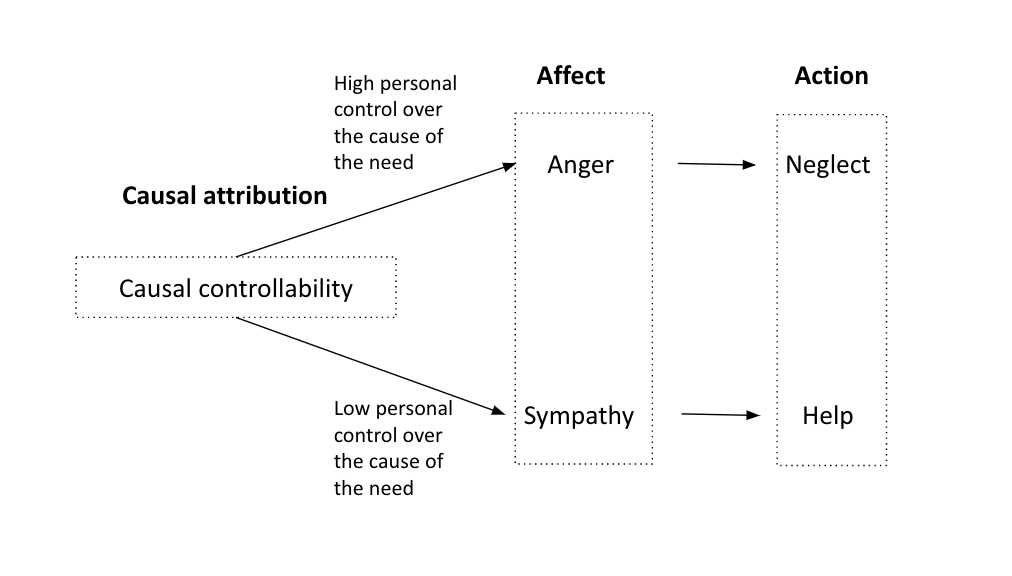 Causal attribution
Causal controllability
High personal
control over
the cause of
the need
Low personal
control over
the cause of
the need
Affect
Anger
Sympathy
Action
Neglect
Help